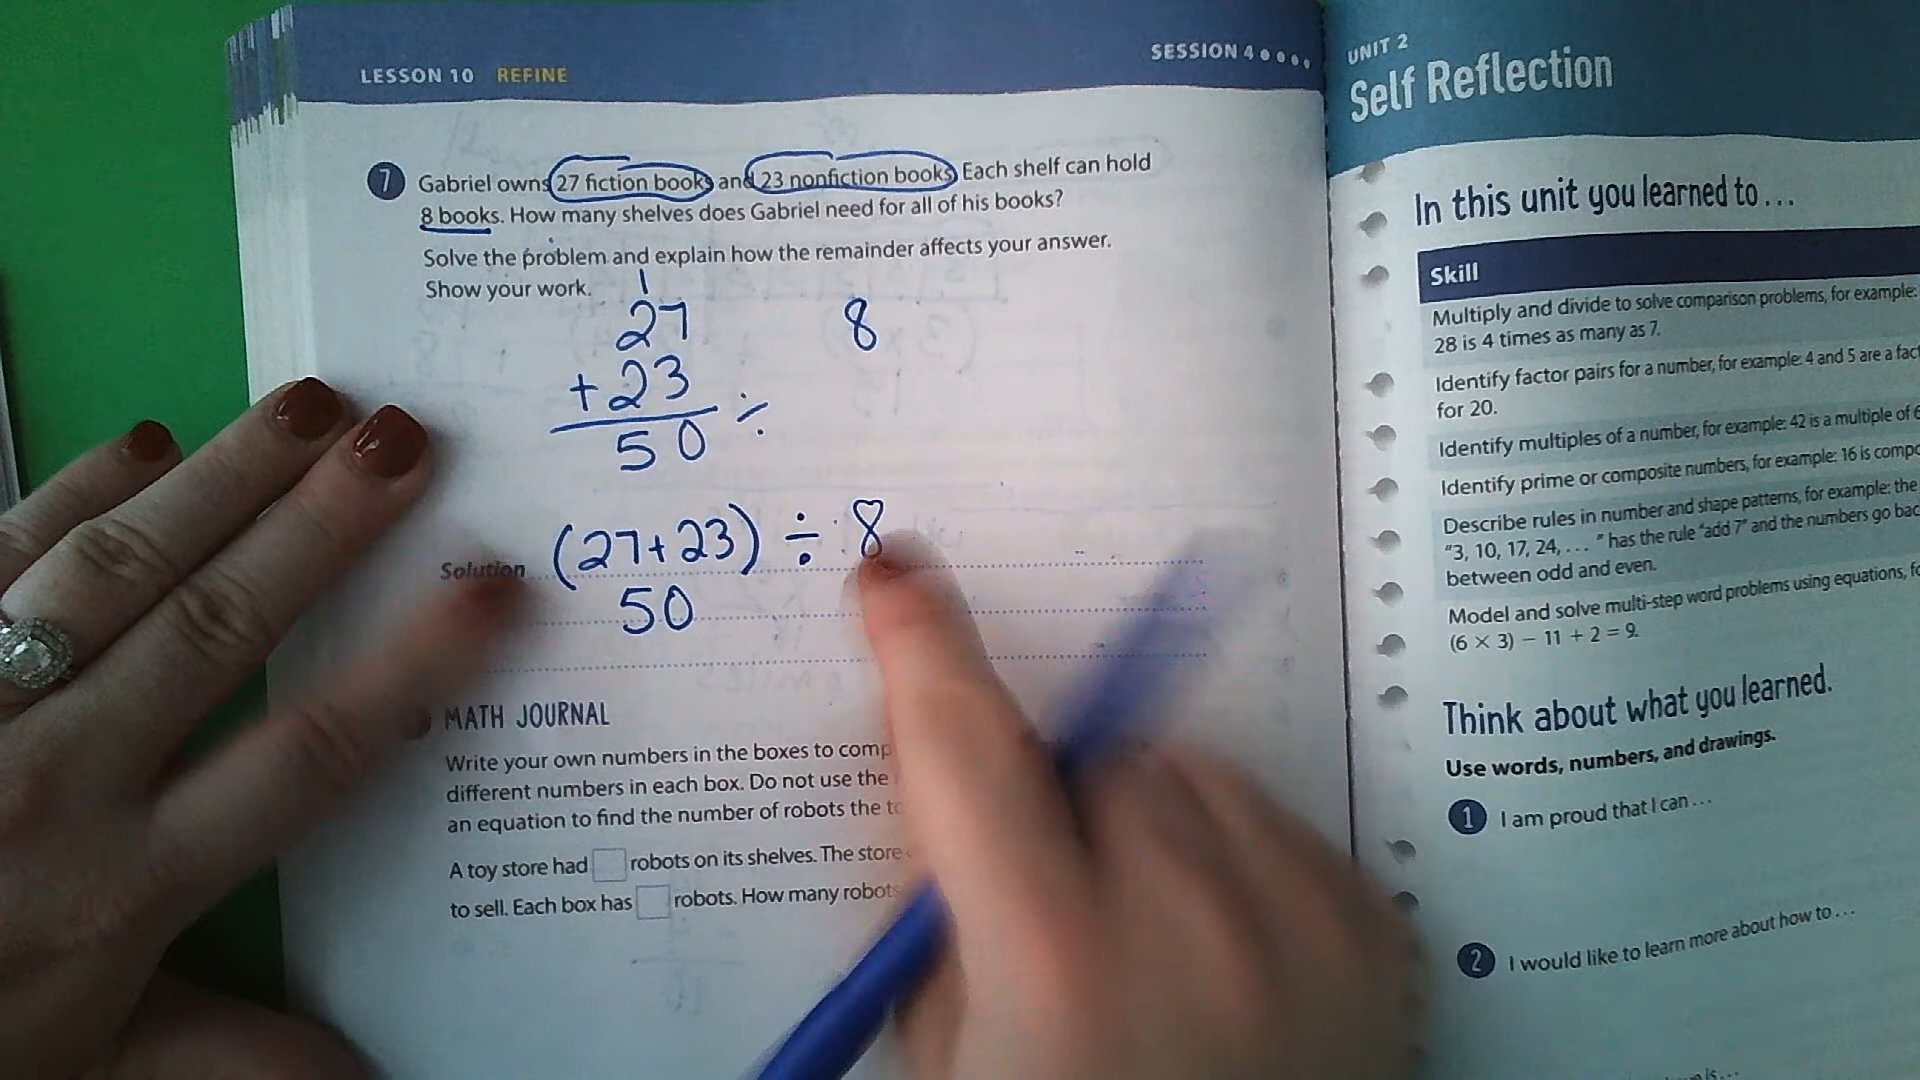 LESSON 10 REFINE
SESSION 4
7 Gabriel owns 27 fiction books and 23 nonfiction books. Each shelf can hold
8 books. How many shelves does Gabriel need for all of his books?
Solve the problem and explain how the remainder affects your answer.
Show your work.
1
27 8
+ 23
50 ÷
Solution (27+23) ÷ 8
50
MATH JOURNAL
Write your own numbers in the boxes to
different numbers in each box. Do not use the
an equation to find the number of robots the
A toy store had robots on its shelves. The store
to sell. Each box has robots. How many robots
UNIT 2
Self Reflection
In this unit you learned to...
Skill
Multiply and divide to solve comparison problems, for example:
28 is 4 times as many as 7.
Identify factor pairs for a number, for example: 4 and 5 are a
for 20.
Identify multiples of a number, for example: 42 is a multiple of
Identify prime or composite numbers, for example: 16 is
Describe rules in number and shape patterns, for example: the
"3, 10, 17, 24, ... " has the rule "add 7" and the numbers go
between odd and even.
Model and solve multi-step word problems using equations,
(6 × 3) − 11 + 2 = 9.
Think about what you learned.
Use words, numbers, and drawings.
1 I am proud that I can ...
2 I would like to learn more about how to ...